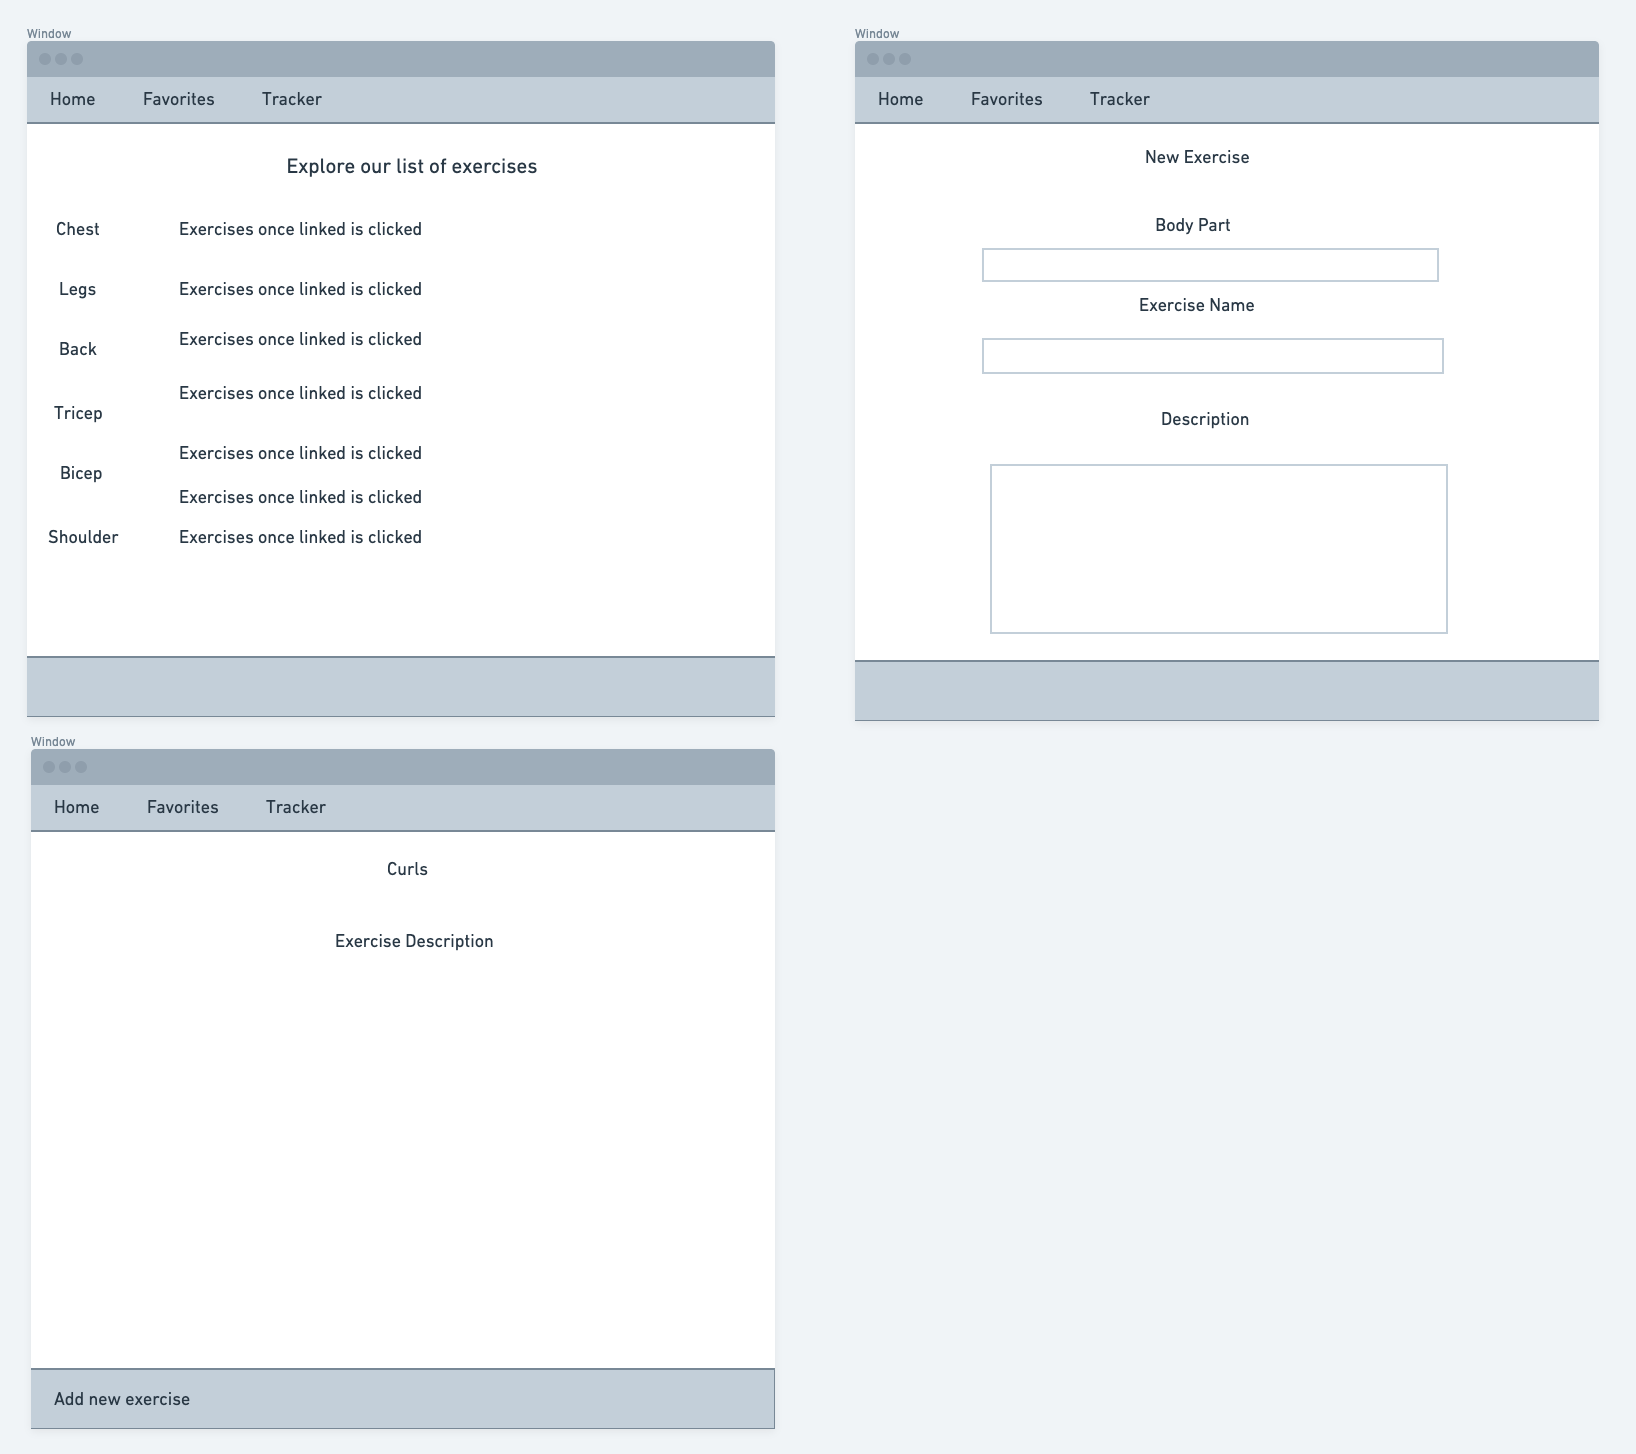 Window
Home Favorites Tracker
Explore our list of exercises
Chest Exercises once linked is clicked
Legs Exercises once linked is clicked
Exercises once linked is clicked
Back
Exercises once linked is clicked
Tricep
Exercises once linked is clicked
Bicep
Exercises once linked is clicked
Shoulder Exercises once linked is clicked
Window
Home Favorites Tracker
New Exercise
Body Part
Exercise Name
Description
Window
Home Favorites Tracker
Curls
Exercise Description
Add new exercise